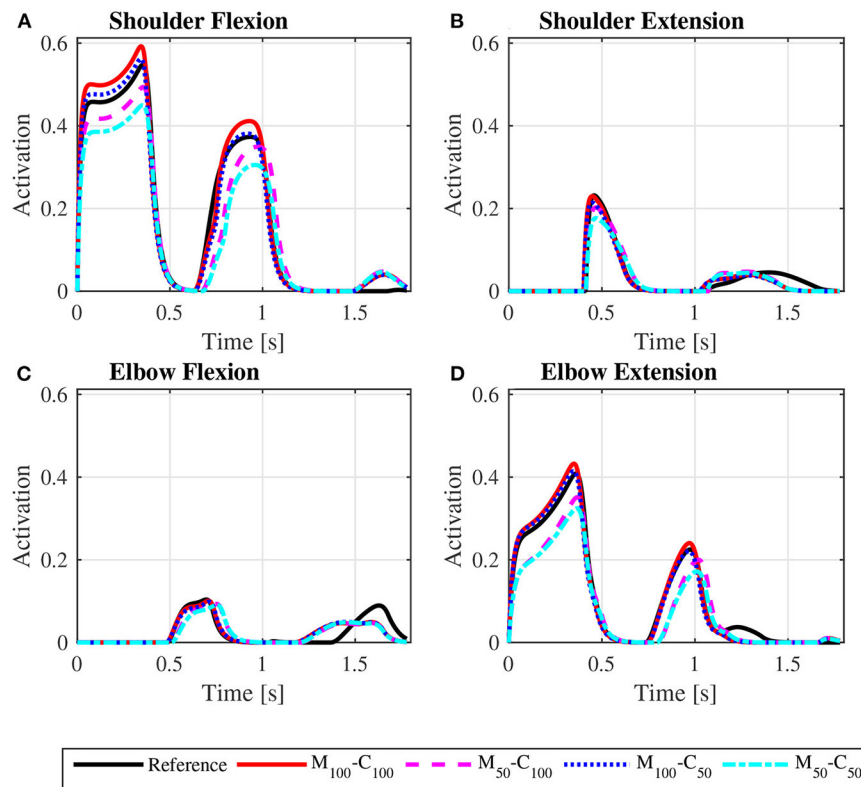 A Shoulder Flexion
0.6
0.4
0.2
0
Activation
0 0.5 1 1.5
Time [s]
B Shoulder Extension
0.6
0.4
0.2
0
Activation
0 0.5 1 1.5
Time [s]
C Elbow Flexion
0.6
0.4
0.2
0
Activation
0 0.5 1 1.5
Time [s]
D Elbow Extension
0.6
0.4
0.2
0
Activation
0 0.5 1 1.5
Time [s]
Reference M100-C100 M50-C100 M100-C50 M50-C50